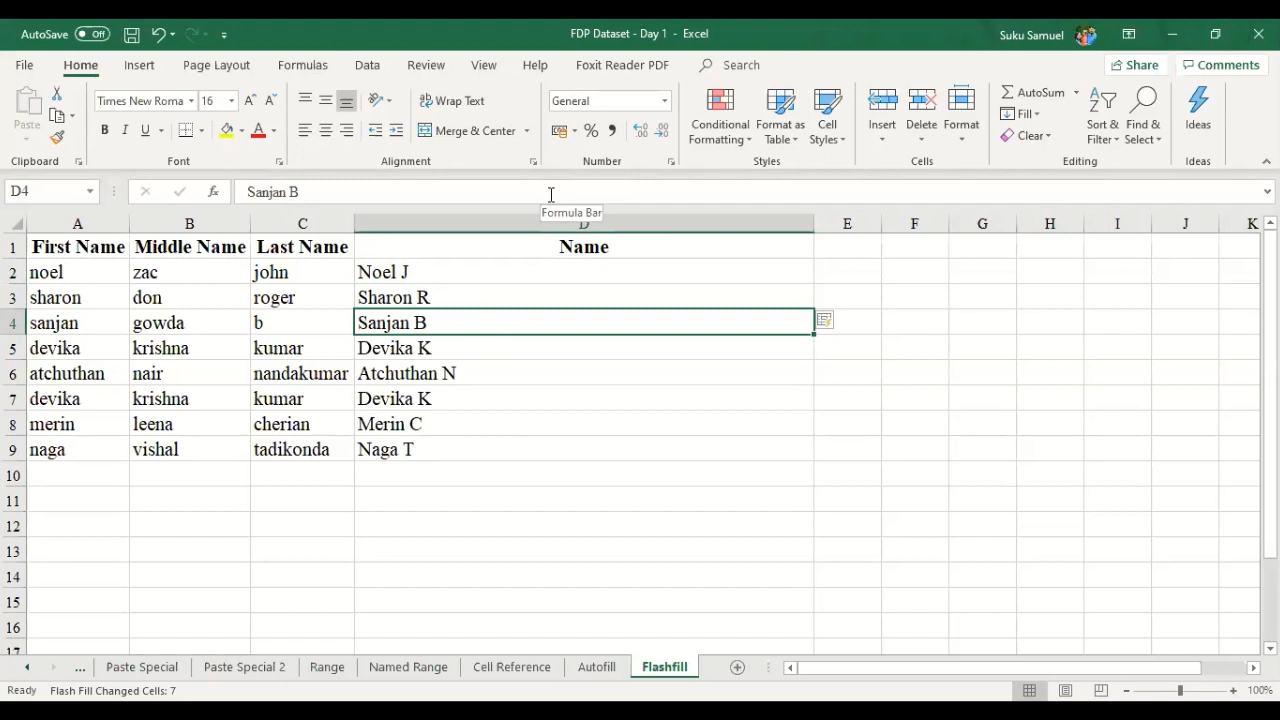 AutoSave Off FDP Dataset - Day 1 - Excel Suku Samuel
File Home Insert Page Layout Formulas Data Review View Help Foxit Reader PDF Search Share Comments
Paste Times New Roma 16 A A Wrap Text General Conditional Formatting Format as Table Cell Styles Insert Delete Format AutoSum Sort & Filter Find & Select Ideas
B I U A Merge & Center % , Fill
Clear
Clipboard Font Alignment Number Styles Cells Editing Ideas
D4 fx Sanjan B
Formula Bar
A B C D E F G H I J K
1 First Name Middle Name Last Name Name
2 noel zac john Noel J
3 sharon don roger Sharon R
4 sanjan gowda b Sanjan B
5 devika krishna kumar Devika K
6 atchuthan nair nandakumar Atchuthan N
7 devika krishna kumar Devika K
8 merin leena cherian Merin C
9 naga vishal tadikonda Naga T
10
11
12
13
14
15
16
17
... Paste Special Paste Special 2 Range Named Range Cell Reference Autofill Flashfill
Ready Flash Fill Changed Cells: 7 100%